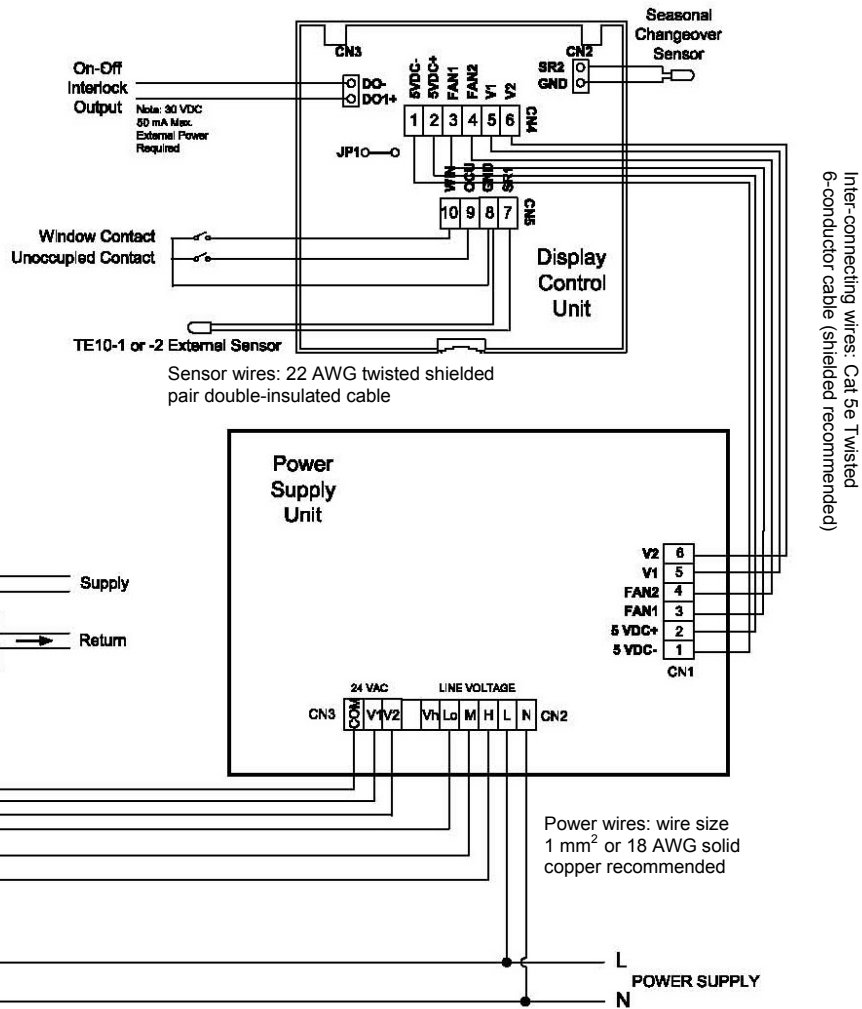 Seasonal
Changeover
Sensor
On-Off
Interlock
Output
Note: 30 VDC
50 mA Max.
External Power
Required
CN3
DO-
DO1+
CN2
SR2
GND
5VDC-
5VDC+
FAN1
FAN2
V1
V2
1 2 3 4 5 6
CN4
JP1
WIN
OCU
GND
SR1
10 9 8 7
CN5
Window Contact
Unoccupied Contact
Display
Control
Unit
TE10-1 or -2 External Sensor
Sensor wires: 22 AWG twisted shielded
pair double-insulated cable
Inter-connecting wires: Cat 5e Twisted
6-conductor cable (shielded recommended)
Power
Supply
Unit
V2 6
V1 5
FAN2 4
FAN1 3
5 VDC+ 2
5 VDC- 1
CN1
Supply
Return
24 VAC
LINE VOLTAGE
CN3 COM V1 V2 Vh Lo M H L N CN2
Power wires: wire size
1 mm² or 18 AWG solid
copper recommended
L
POWER SUPPLY
N